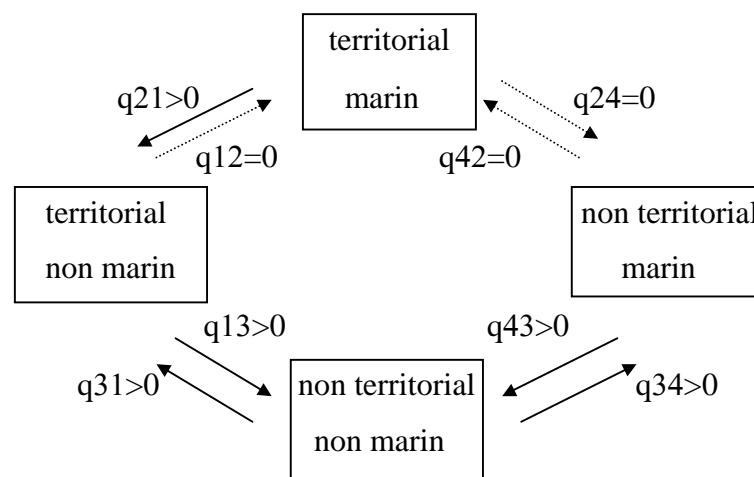 territorial
marin
q21>0
q12=0
q24=0
q42=0
territorial
non marin
non territorial
marin
q13>0
q31>0
q43>0
q34>0
non territorial
non marin